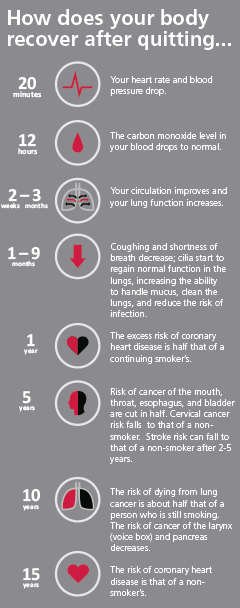 How does your body
recover after quitting...
20
minutes
Your heart rate and blood
pressure drop.
12
hours
The carbon monoxide level in
your blood drops to normal.
2 – 3
weeks months
Your circulation improves and
your lung function increases.
1 – 9
months
Coughing and shortness of
breath decrease; cilia start to
regain normal function in the
lungs, increasing the ability
to handle mucus, clean the
lungs, and reduce the risk of
infection.
1
year
The excess risk of coronary
heart disease is half that of a
continuing smoker's.
5
years
Risk of cancer of the mouth,
throat, esophagus, and bladder
are cut in half. Cervical cancer
risk falls to that of a non-
smoker. Stroke risk can fall to
that of a non-smoker after 2-5
years.
10
years
The risk of dying from lung
cancer is about half that of a
person who is still smoking.
The risk of cancer of the larynx
(voice box) and pancreas
decreases.
15
years
The risk of coronary heart
disease is that of a non-
smoker's.